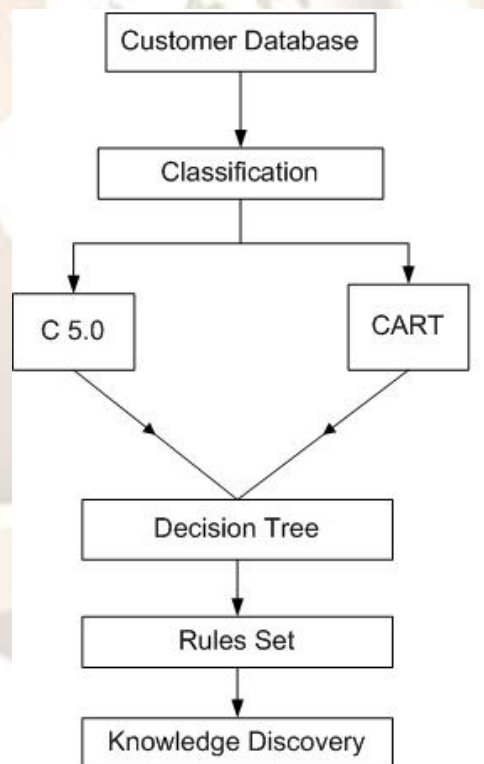 Customer Database
Classification
C 5.0
CART
Decision Tree
Rules Set
Knowledge Discovery